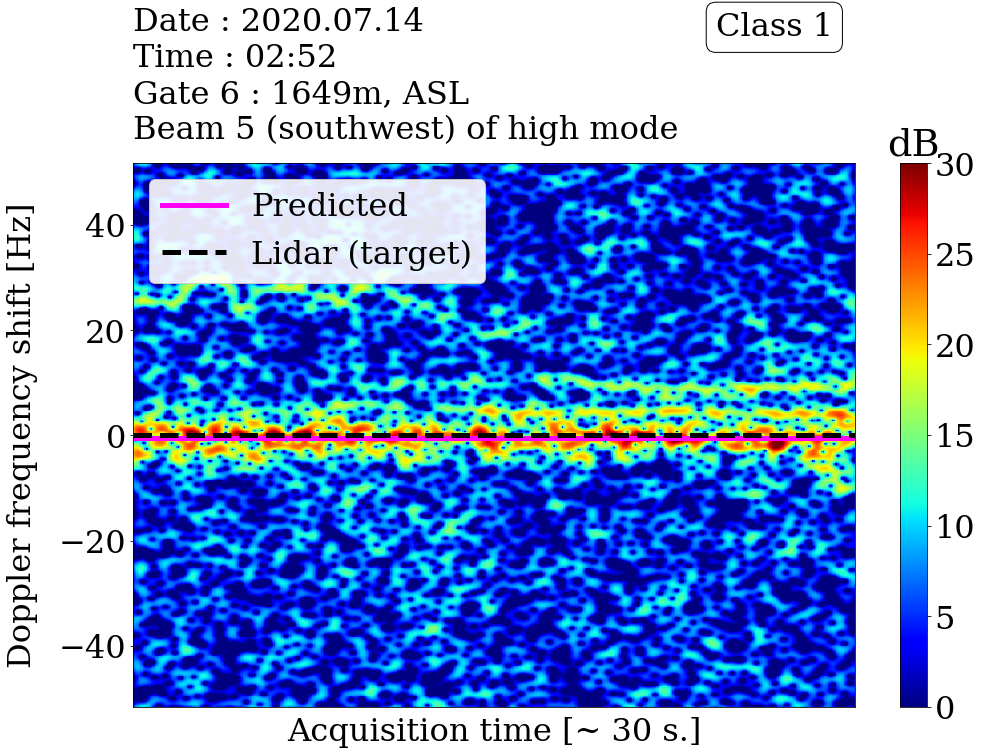 Date : 2020.07.14
Class 1
Time : 02:52
Gate 6 : 1649m, ASL
Beam 5 (southwest) of high mode
dB
Predicted
Lidar (target)
Doppler frequency shift [Hz]
40
20
0
−20
−40
30
25
20
15
10
5
0
Acquisition time [~ 30 s.]